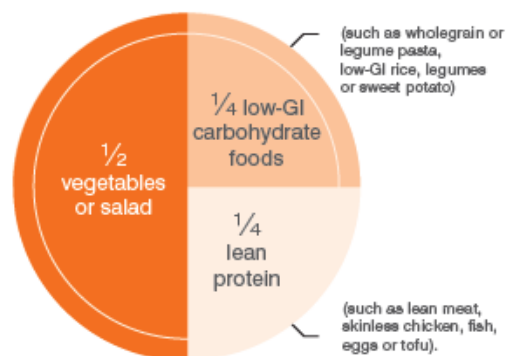 (such as wholegrain or
legume pasta,
low-GI rice, legumes
or sweet potato)
1/4 low-GI
carbohydrate
foods
1/2
vegetables
or salad
1/4
lean
protein
(such as lean meat,
skinless chicken, fish,
eggs or tofu).